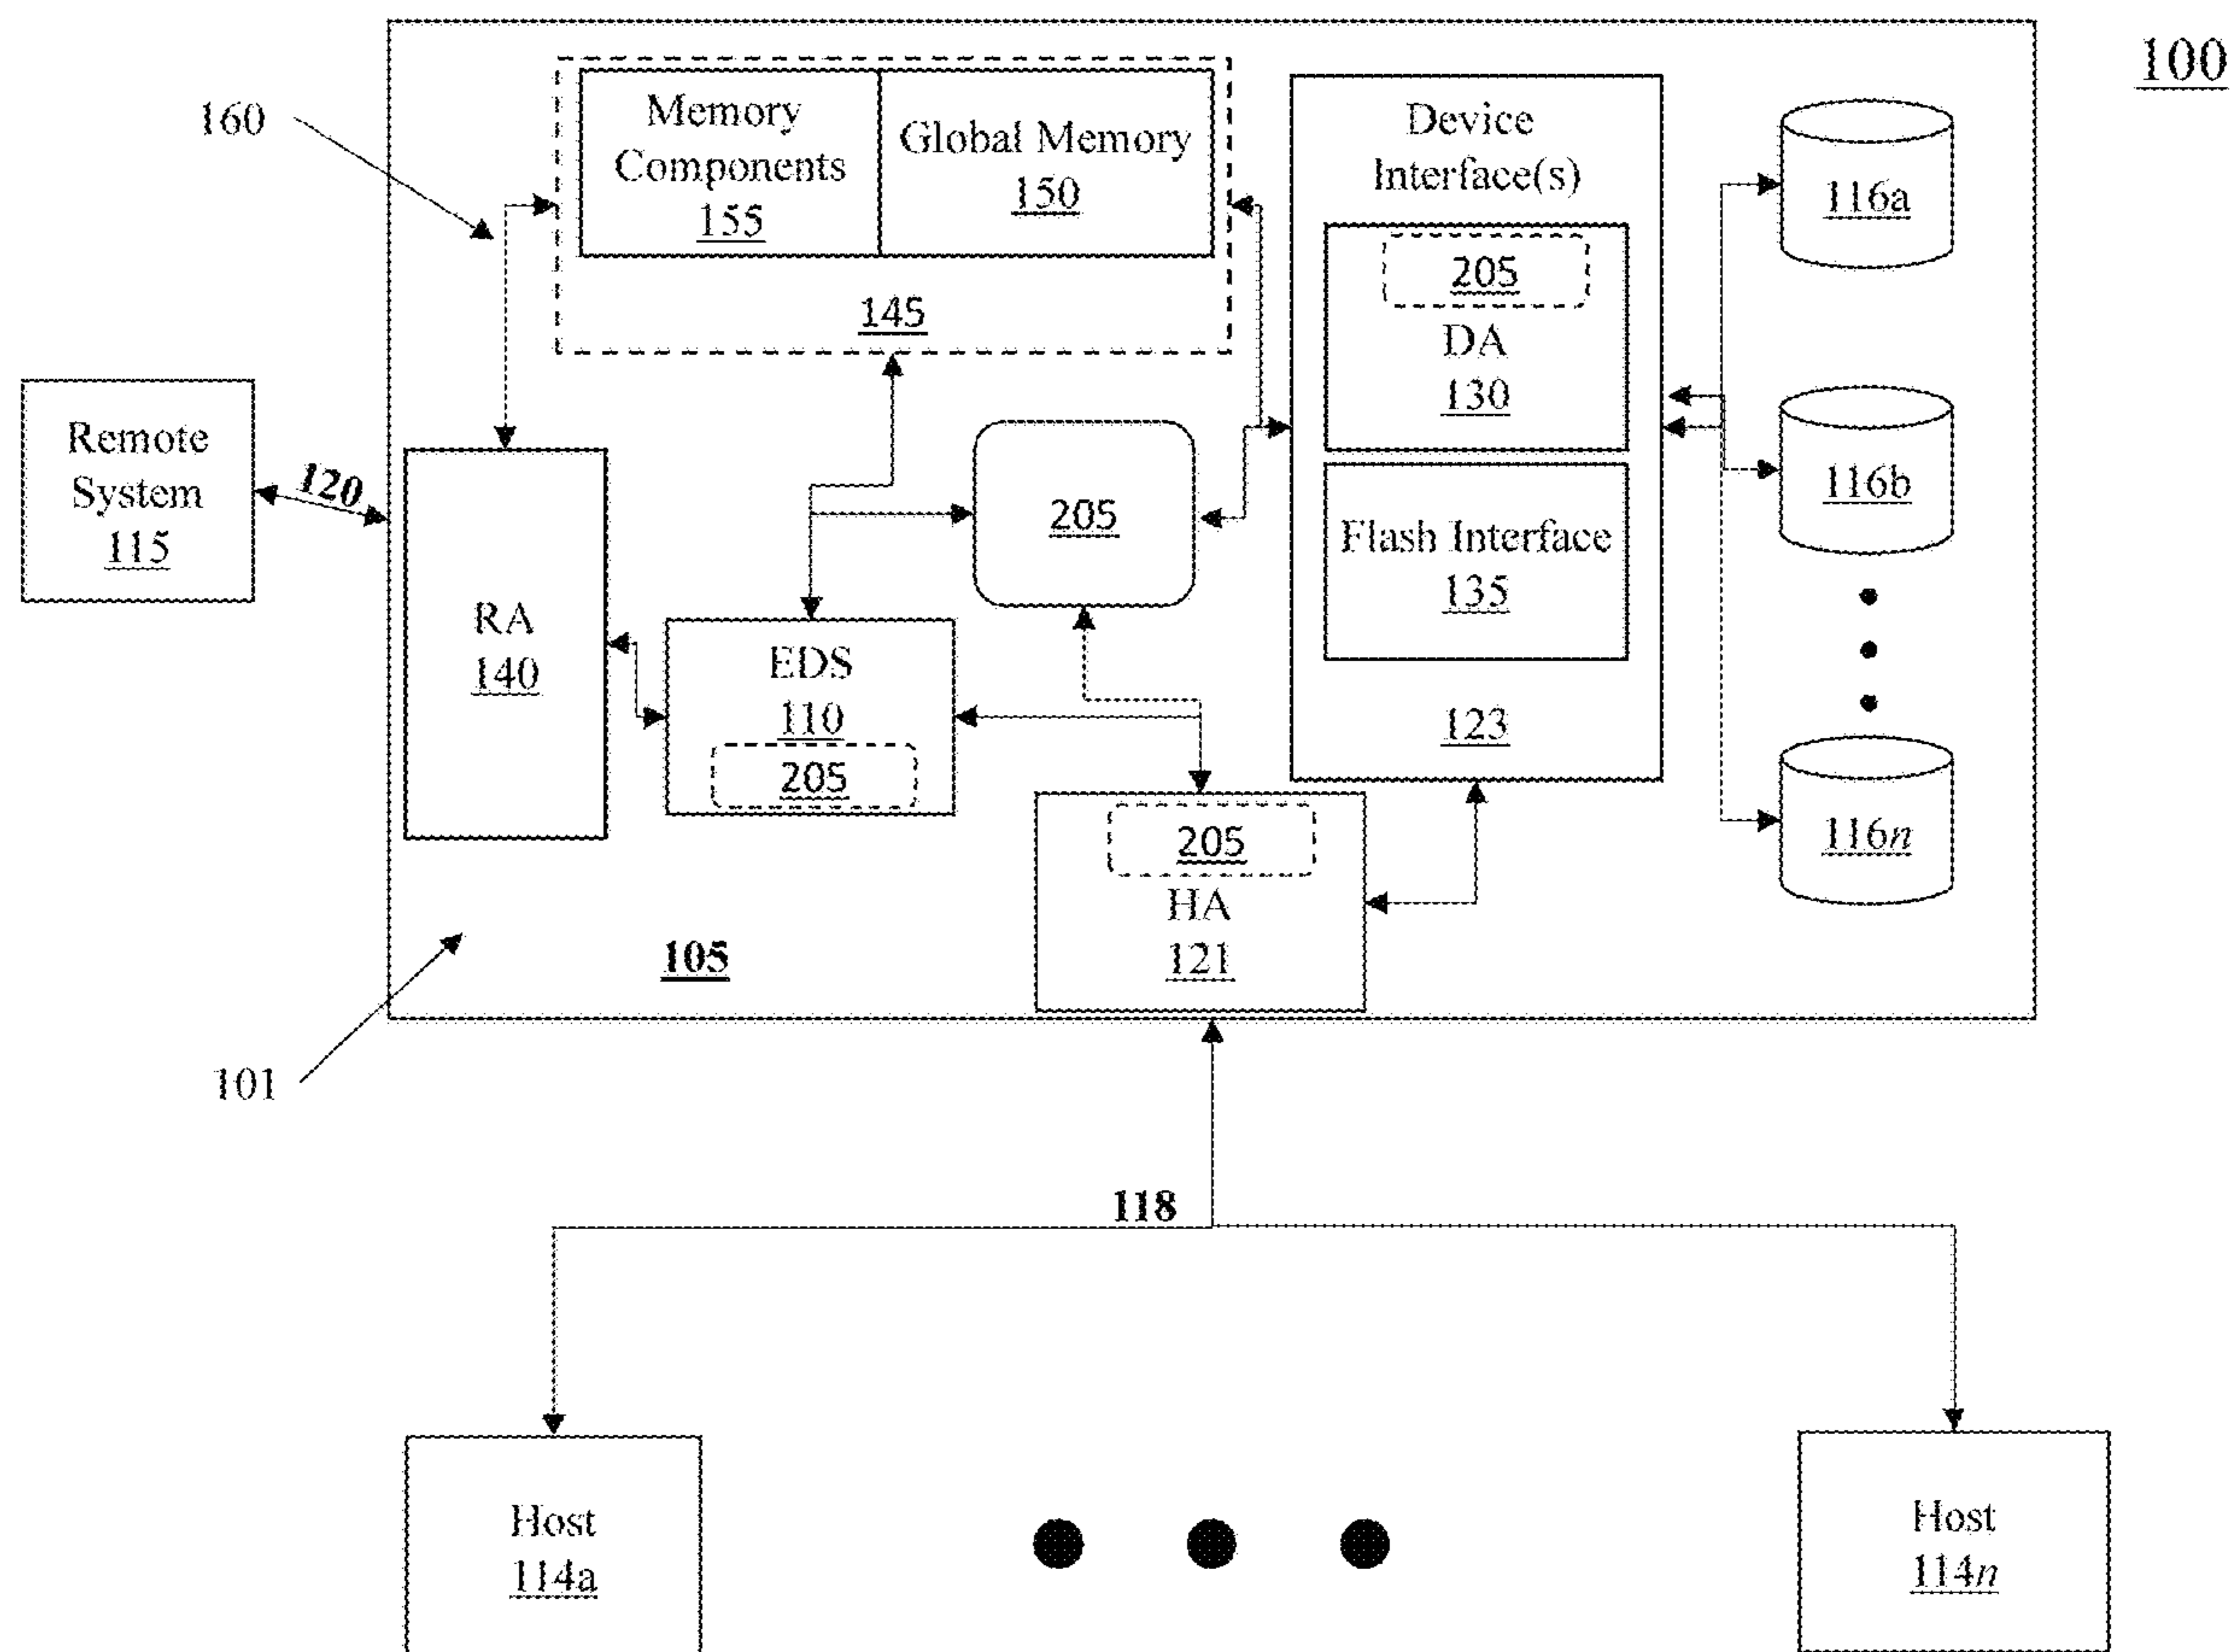 100
160
Memory
Components
155
Global Memory
150
145
Device
Interface(s)
205
DA
130
Flash Interface
135
123
116a
116b
116n
Remote
System
115
120
RA
140
205
EDS
110
205
205
HA
121
105
101
118
Host
114a
Host
114n